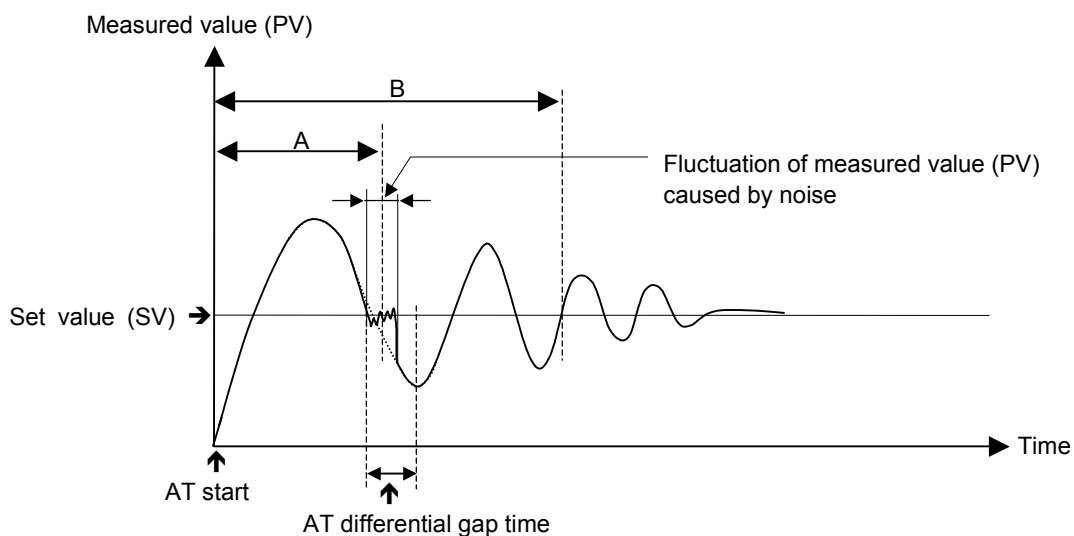 Measured value (PV)
B
A
Fluctuation of measured value (PV)
caused by noise
Set value (SV)
Time
AT start
AT differential gap time